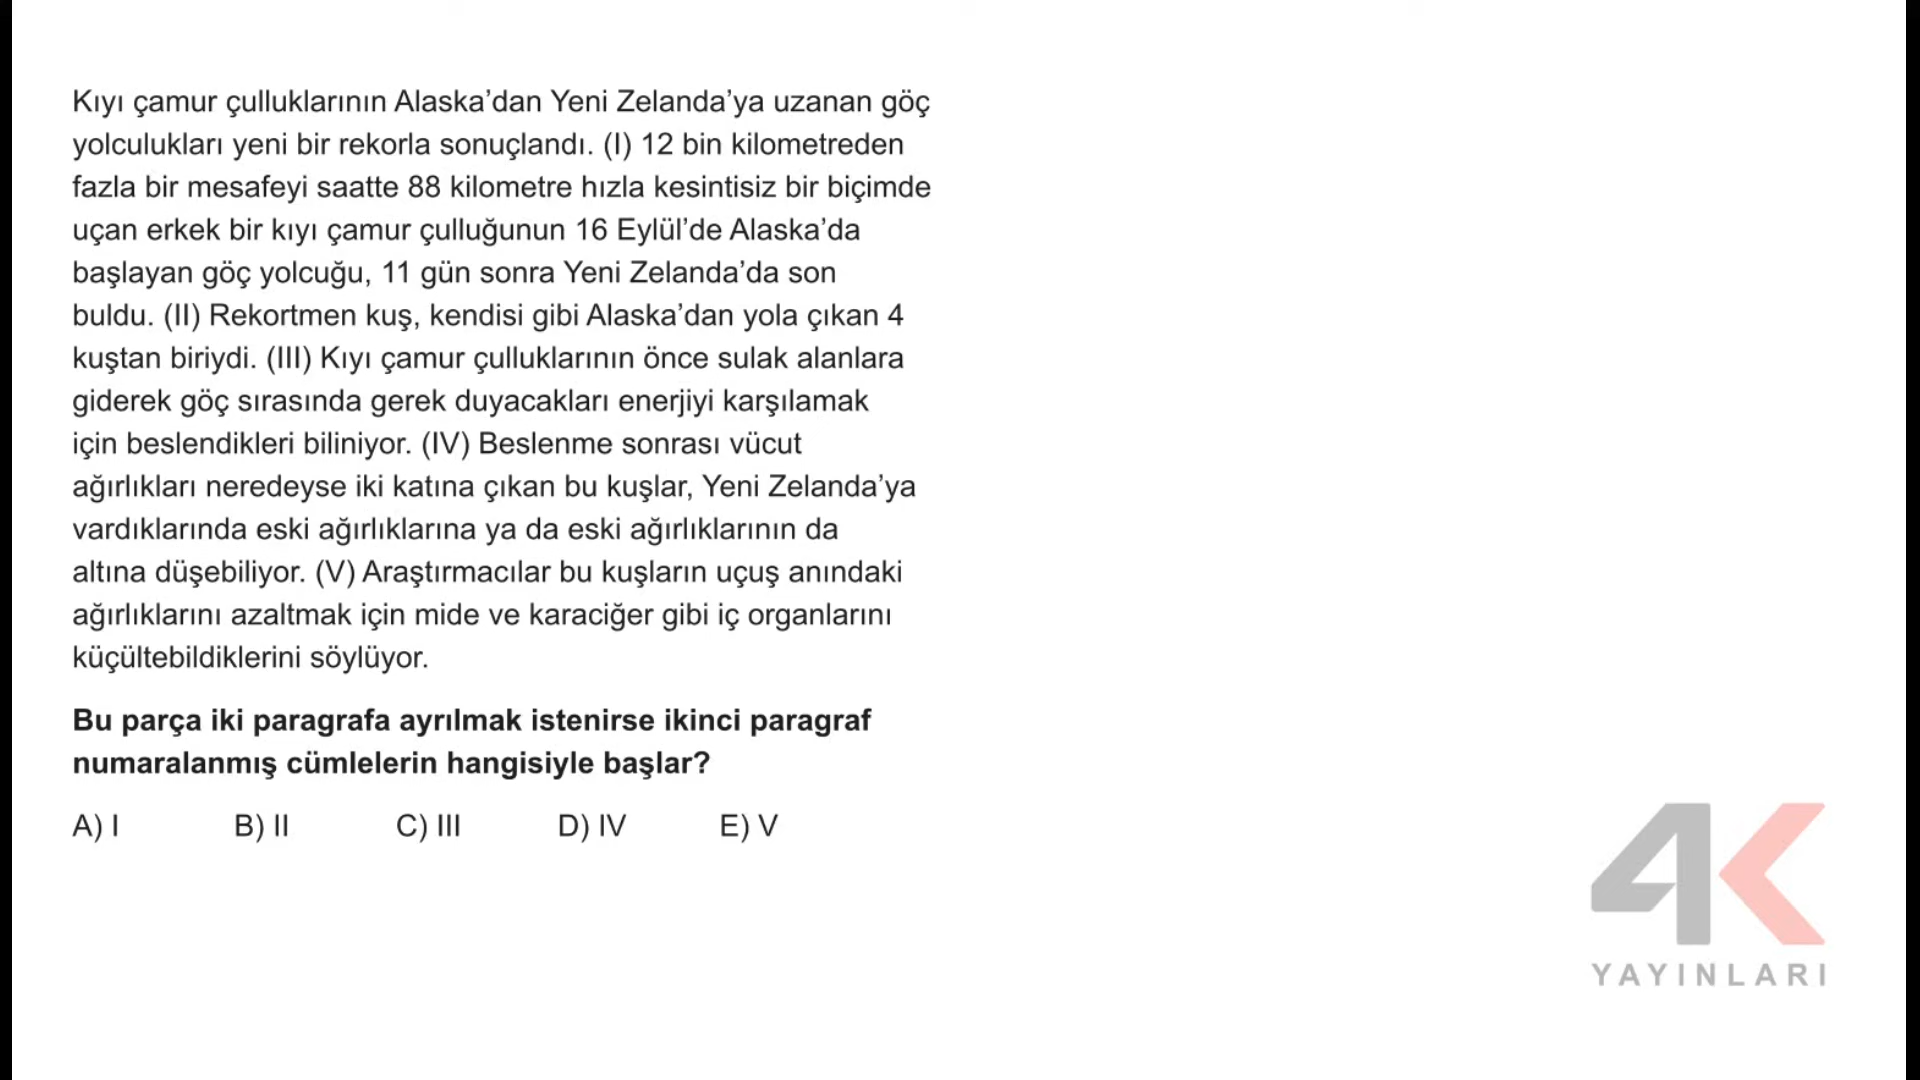 Kıyı çamur çulluklarının Alaska’dan Yeni Zelanda’ya uzanan göç
yolculukları yeni bir rekorla sonuçlandı. (I) 12 bin kilometreden
fazla bir mesafeyi saatte 88 kilometre hızla kesintisiz bir biçimde
uçan erkek bir kıyı çamur çulluğunun 16 Eylül’de Alaska’da
başlayan göç yolcuğu, 11 gün sonra Yeni Zelanda’da son
buldu. (II) Rekortmen kuş, kendisi gibi Alaska’dan yola çıkan 4
kuştan biriydi. (III) Kıyı çamur çulluklarının önce sulak alanlara
giderek göç sırasında gerek duyacakları enerjiyi karşılamak
için beslendikleri biliniyor. (IV) Beslenme sonrası vücut
ağırlıkları neredeyse iki katına çıkan bu kuşlar, Yeni Zelanda’ya
vardıklarında eski ağırlıklarına ya da eski ağırlıklarının da
altına düşebiliyor. (V) Araştırmacılar bu kuşların uçuş anındaki
ağırlıklarını azaltmak için mide ve karaciğer gibi iç organlarını
küçültebildiklerini söylüyor.
Bu parça iki paragrafa ayrılmak istenirse ikinci paragraf
numaralanmış cümlelerin hangisiyle başlar?
A) I B) II C) III D) IV E) V
4K
YAYINLARI